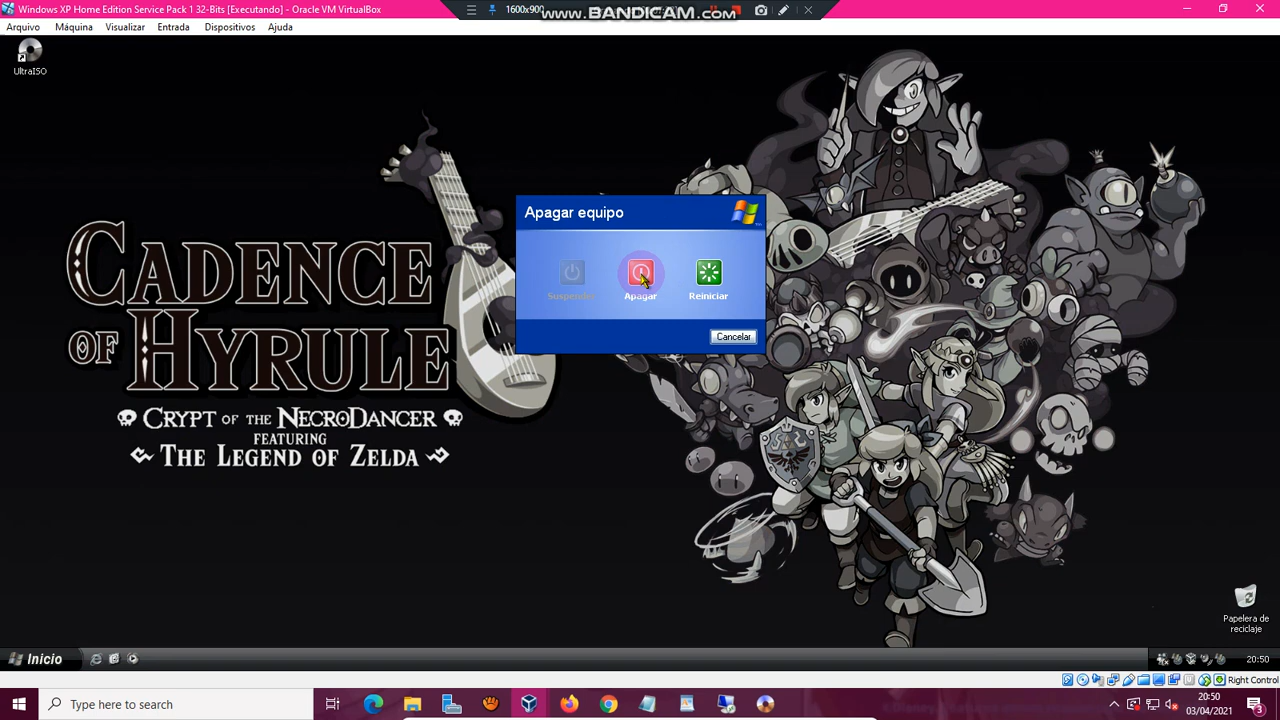 Windows XP Home Edition Service Pack 1 32-Bits [Executando] - Oracle VM VirtualBox
1600x900
WWW.BANDICAM.COM
Arquivo Máquina Visualizar Entrada Dispositivos Ajuda
UltraISO
Apagar equipo
Suspender Apagar Reiniciar
Cancelar
CADENCE
OF HYRULE
CRYPT OF THE NECRODANCER
FEATURING
THE LEGEND OF ZELDA
Papelera de
reciclaje
Inicio
20:50
Right Control
Type here to search
20:50
03/04/2021
3